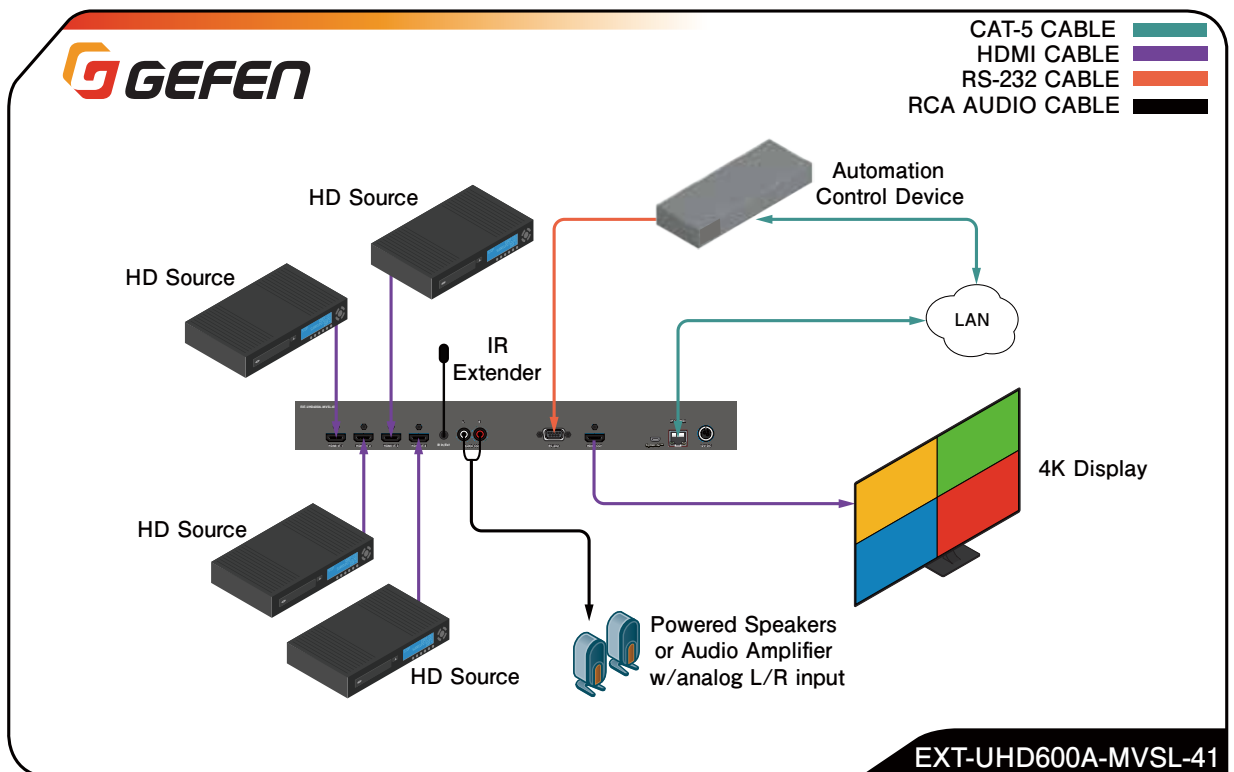 GEFEN
CAT-5 CABLE
HDMI CABLE
RS-232 CABLE
RCA AUDIO CABLE
HD Source
Automation
Control Device
HD Source
LAN
IR
Extender
4K Display
HD Source
Powered Speakers
or Audio Amplifier
w/analog L/R input
HD Source
EXT-UHD600A-MVSL-41